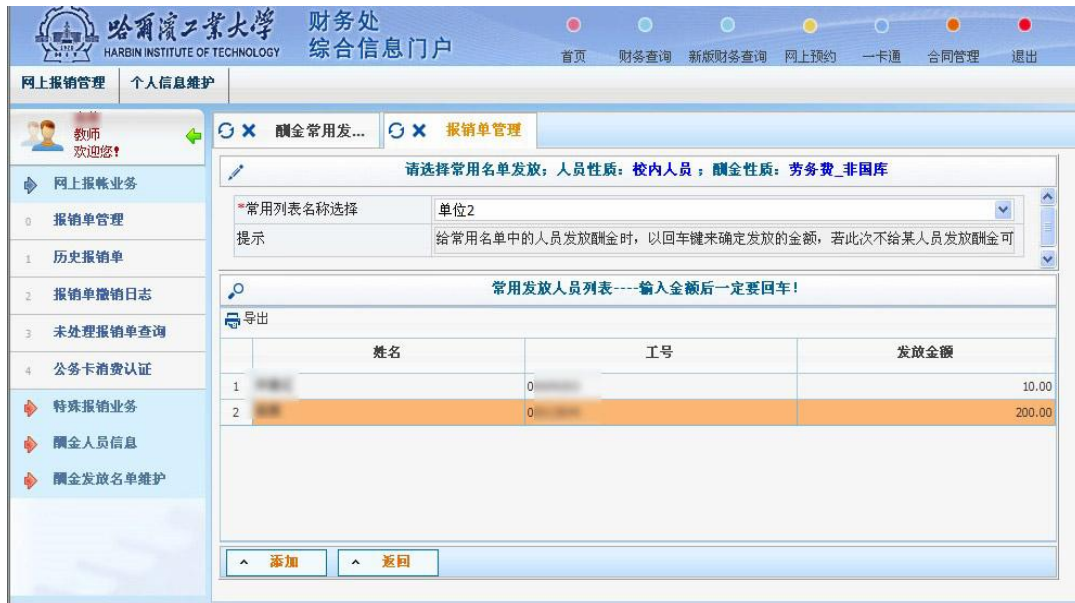 哈尔滨工业大学
HARBIN INSTITUTE OF TECHNOLOGY
财务处
综合信息门户
首页 财务查询 新版财务查询 网上预约 一卡通 合同管理 退出
网上报销管理 个人信息维护
教师
欢迎您!
酬金常用发... 报销单管理
网上报帐业务
0 报销单管理
1 历史报销单
2 报销单撤销日志
3 未处理报销单查询
4 公务卡消费认证
特殊报销业务
酬金人员信息
酬金发放名单维护
请选择常用名单发放;人员性质:校内人员;酬金性质:劳务费_非国库
*常用列表名称选择 单位2
提示 给常用名单中的人员发放酬金时,以回车键来确定发放的金额,若此次不给某人员发放酬金可
常用发放人员列表----输入金额后一定要回车!
导出
姓名 工号 发放金额
1 0 10.00
2 0 200.00
添加 返回